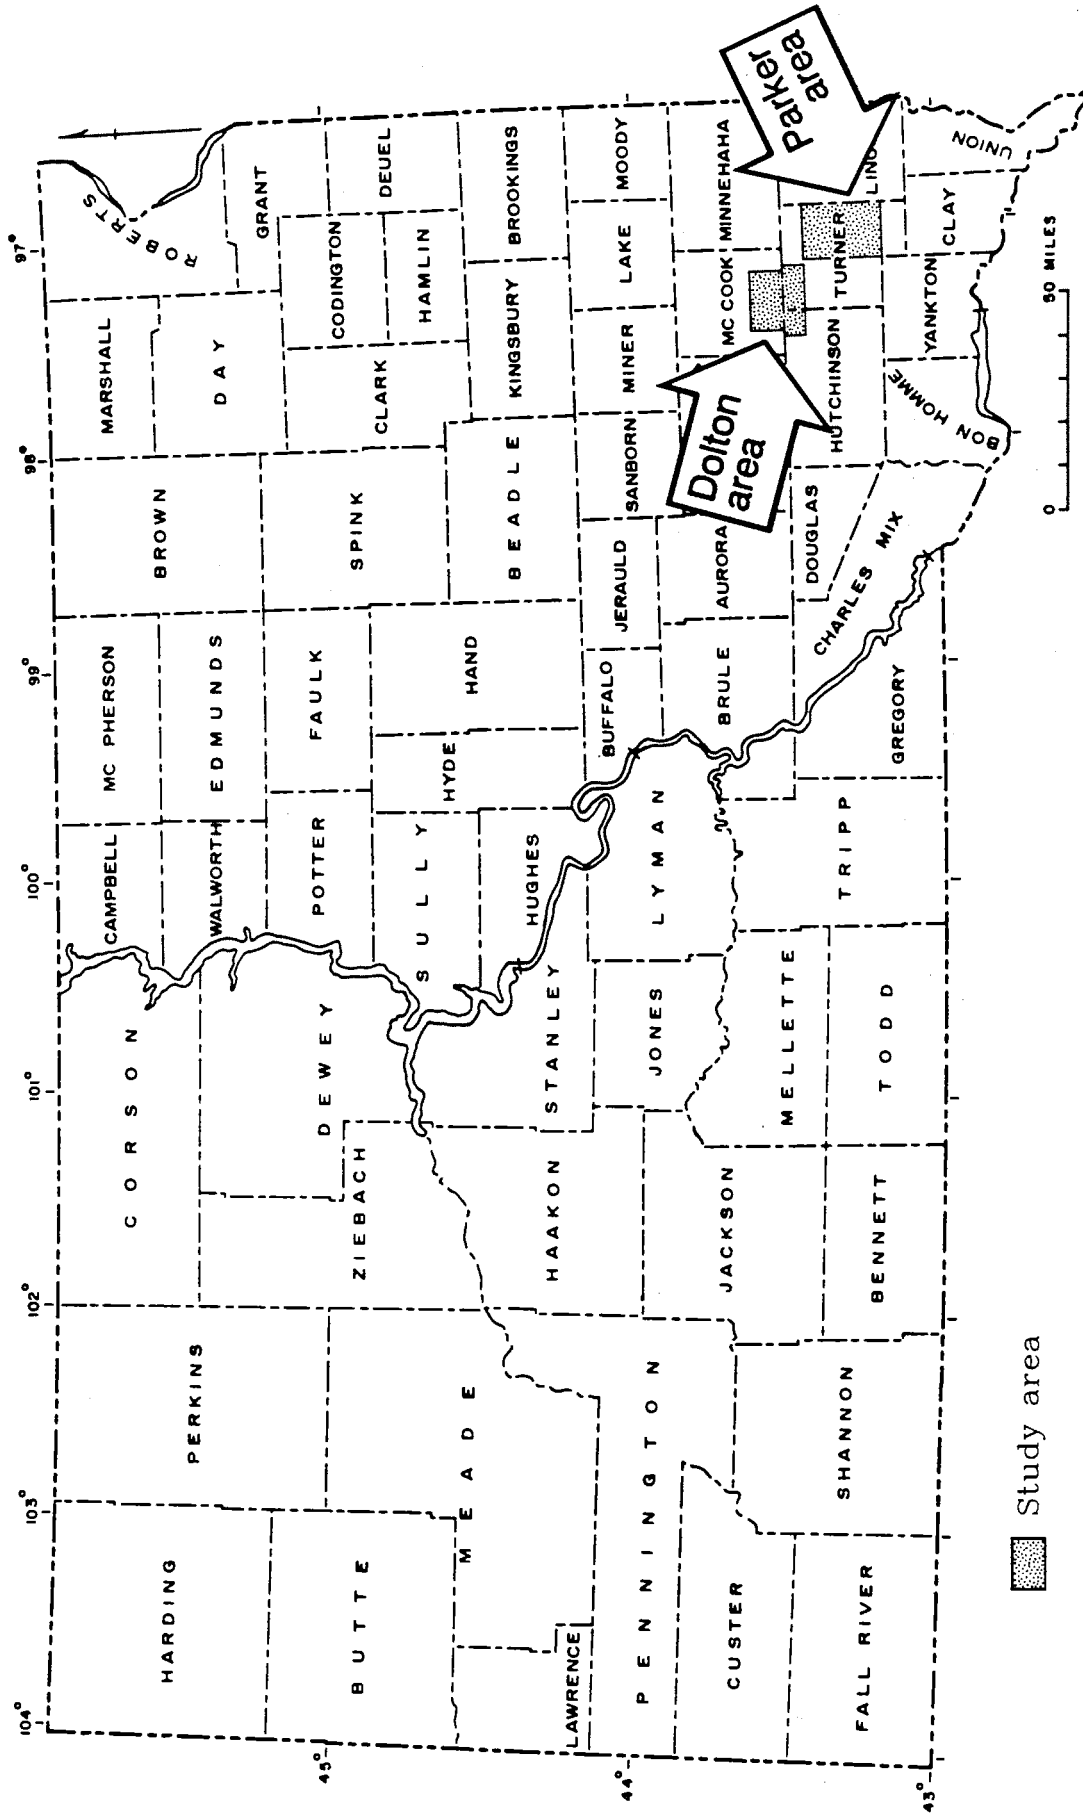 104°
103°
102°
101°
100°
99°
98°
97°
45°
44°
43°
HARDING
PERKINS
CORSON
CAMPBELL
MC PHERSON
BROWN
MARSHALL
ROBERTS
WALWORTH
EDMUNDS
DAY
GRANT
BUTTE
ZIEBACH
DEWEY
POTTER
FAULK
SPINK
CLARK
CODINGTON
DEUEL
HAMLIN
MEADE
SULLY
HYDE
HAND
BEADLE
KINGSBURY
BROOKINGS
LAWRENCE
HAAKON
STANLEY
HUGHES
BUFFALO
JERAULD
SANBORN
MINER
LAKE
MOODY
PENNINGTON
JACKSON
JONES
LYMAN
BRULE
AURORA
MC COOK
MINNEHAHA
Dolton
area
Parker
area
CUSTER
MELLETTE
TRIPP
DOUGLAS
HUTCHINSON
TURNER
LINC
FALL RIVER
SHANNON
BENNETT
TODD
GREGORY
CHARLES MIX
BON HOMME
YANKTON
CLAY
UNION
Study area
0 50 MILES